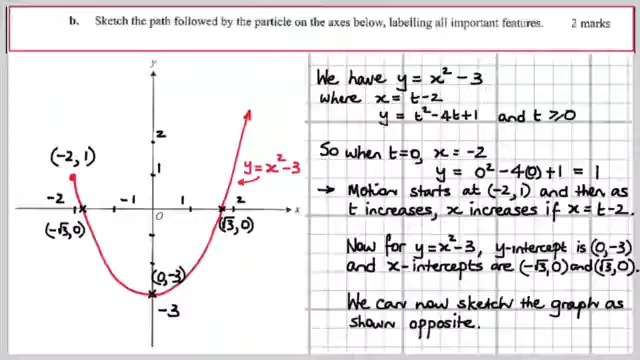 b. Sketch the path followed by the particle on the axes below, labelling all important features. 2 marks
y
We have y = x² - 3
where x = t - 2
y = t² - 4t + 1 and t ≥ 0
So when t = 0, x = -2
y = 0² - 4(0) + 1 = 1
→ Motion starts at (-2, 1) and then as
t increases, x increases if x = t - 2.
Now for y = x² - 3, y-intercept is (0, -3)
and x-intercepts are (-√3, 0) and (√3, 0).
We can now sketch the graph as
shown opposite.
2
(-2, 1)
1
y = x² - 3
-2
-1
1
2
x
O
(-√3, 0)
(√3, 0)
(0, -3)
-3